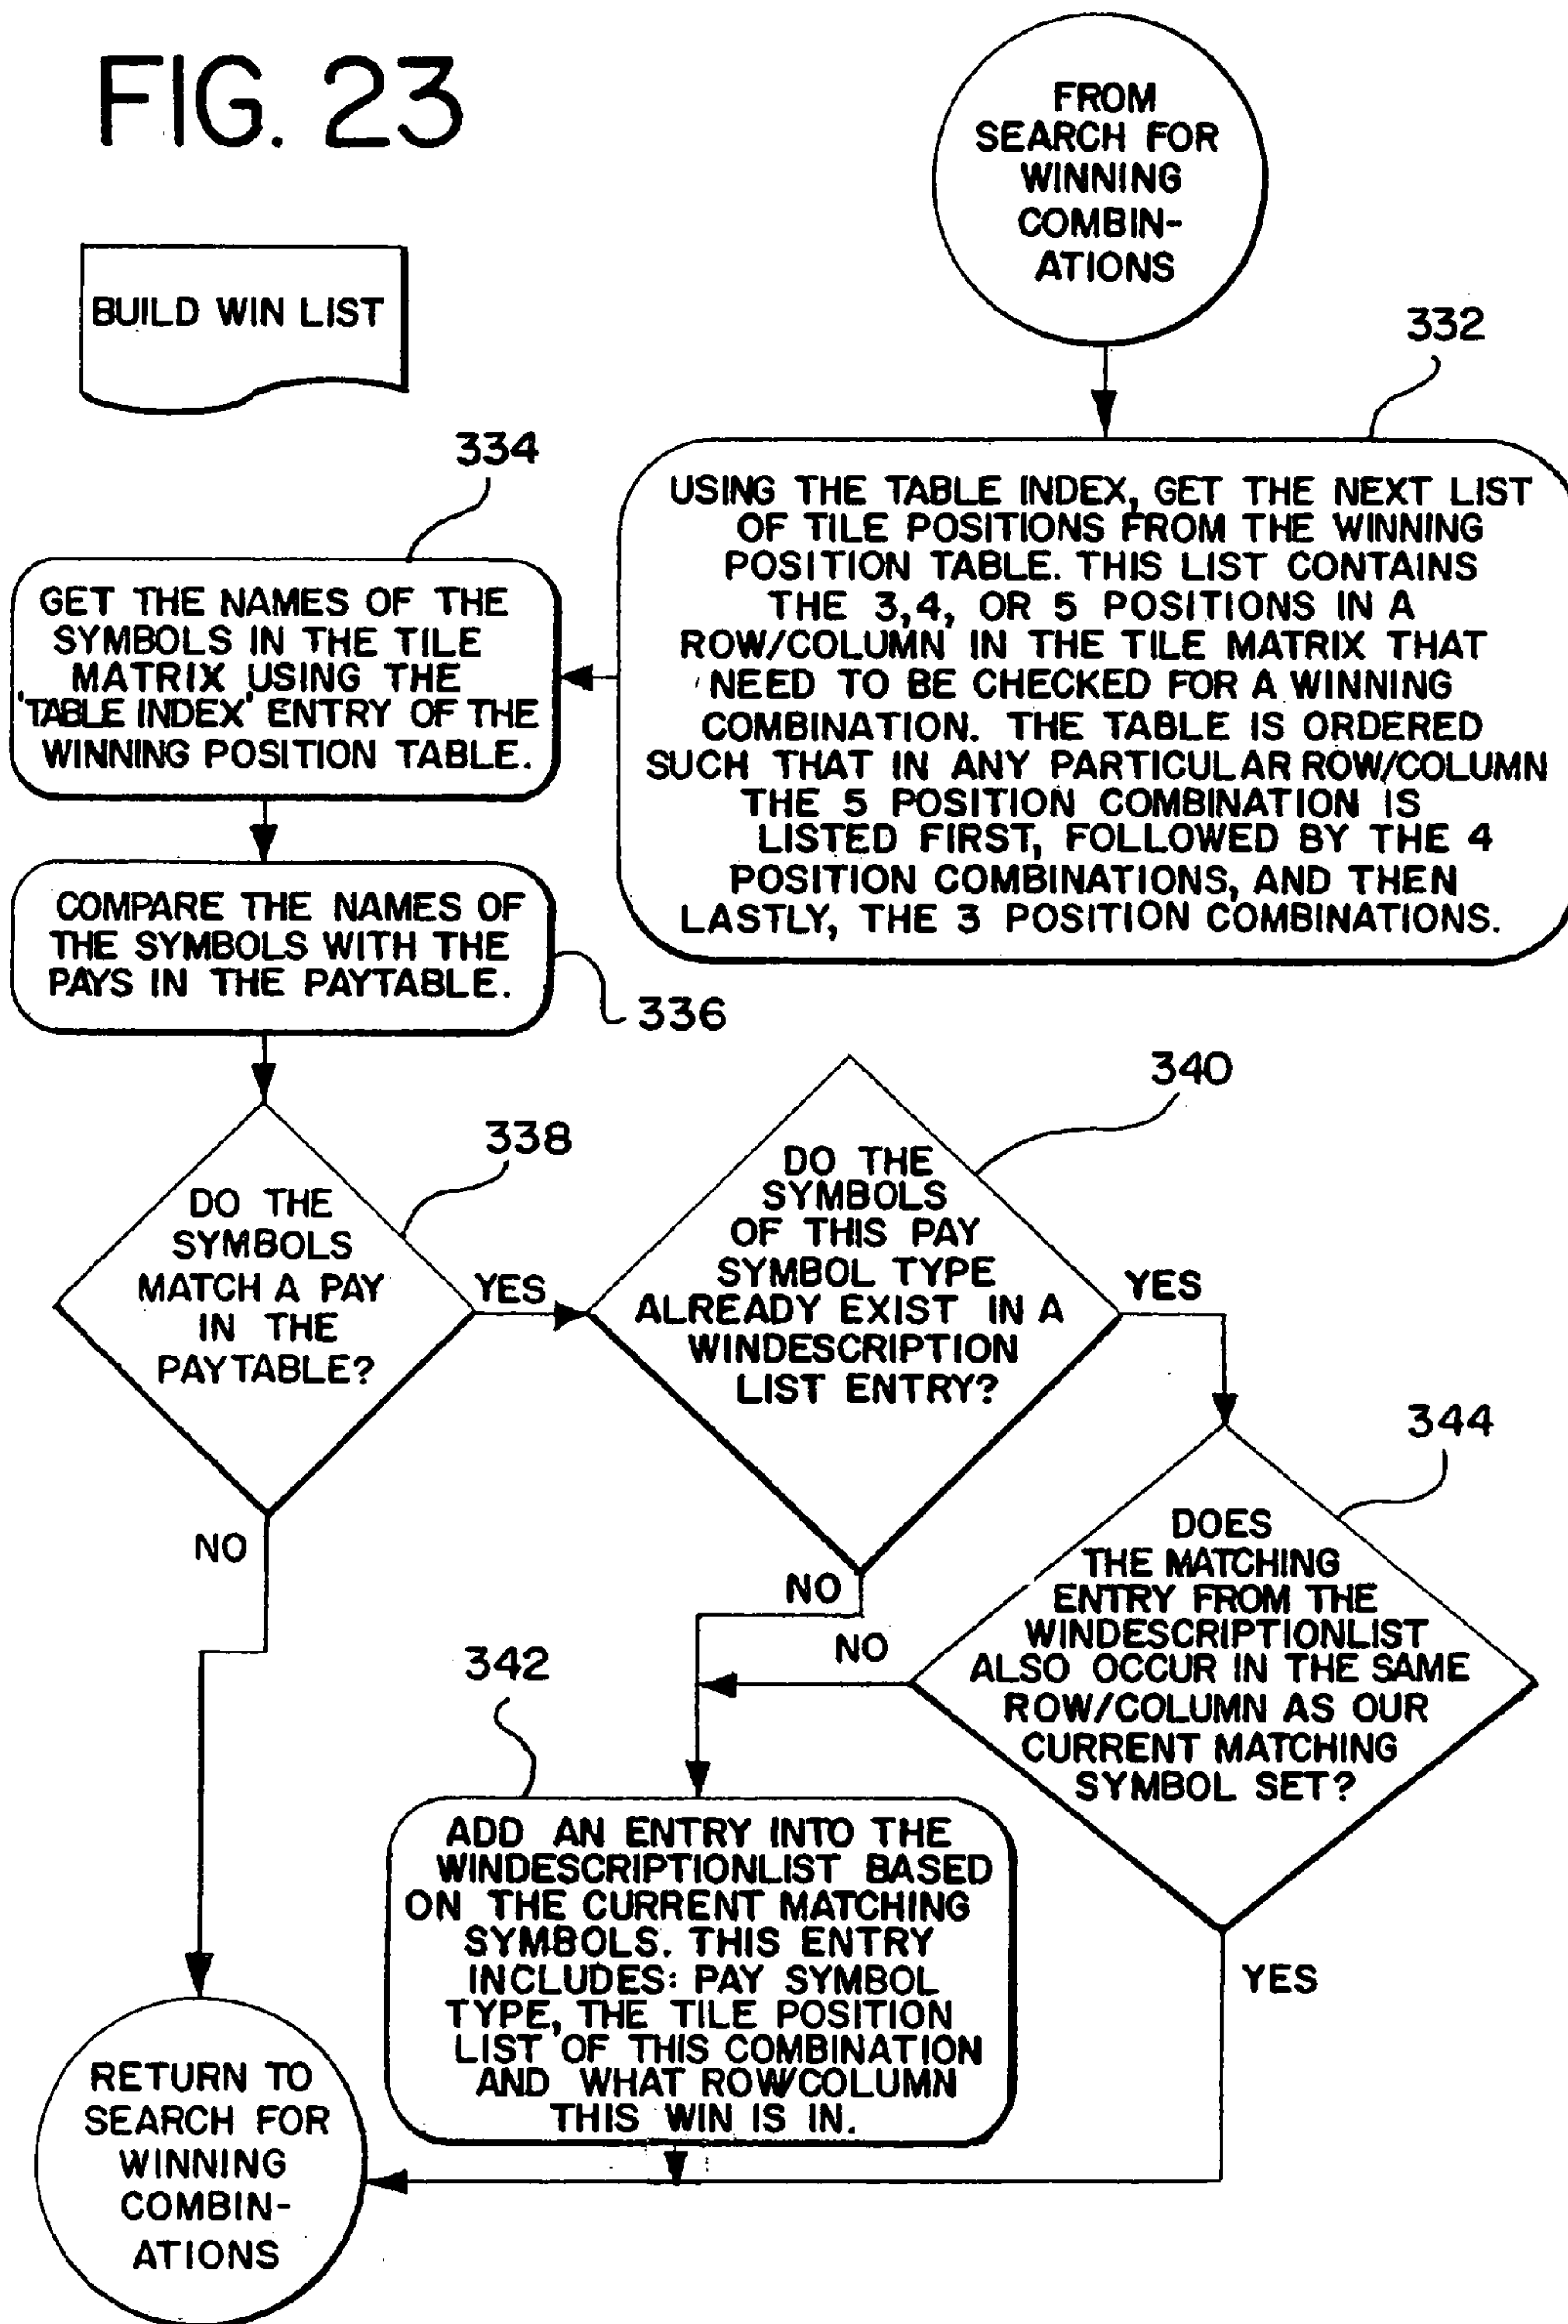 FIG. 23
BUILD WIN LIST
FROM
SEARCH FOR
WINNING
COMBIN-
ATIONS
332
USING THE TABLE INDEX, GET THE NEXT LIST
OF TILE POSITIONS FROM THE WINNING
POSITION TABLE. THIS LIST CONTAINS
THE 3,4, OR 5 POSITIONS IN A
ROW/COLUMN IN THE TILE MATRIX THAT
NEED TO BE CHECKED FOR A WINNING
COMBINATION. THE TABLE IS ORDERED
SUCH THAT IN ANY PARTICULAR ROW/COLUMN
THE 5 POSITION COMBINATION IS
LISTED FIRST, FOLLOWED BY THE 4
POSITION COMBINATIONS, AND THEN
LASTLY, THE 3 POSITION COMBINATIONS.
334
GET THE NAMES OF THE
SYMBOLS IN THE TILE
MATRIX USING THE
'TABLE INDEX' ENTRY OF THE
WINNING POSITION TABLE.
COMPARE THE NAMES OF
THE SYMBOLS WITH THE
PAYS IN THE PAYTABLE.
336
338
DO THE
SYMBOLS
MATCH A PAY
IN THE
PAYTABLE?
YES
NO
340
DO THE
SYMBOLS
OF THIS PAY
SYMBOL TYPE
ALREADY EXIST IN A
WINDESCRIPTION
LIST ENTRY?
YES
NO
344
DOES
THE MATCHING
ENTRY FROM THE
WINDESCRIPTIONLIST
ALSO OCCUR IN THE SAME
ROW/COLUMN AS OUR
CURRENT MATCHING
SYMBOL SET?
NO
YES
342
ADD AN ENTRY INTO THE
WINDESCRIPTIONLIST BASED
ON THE CURRENT MATCHING
SYMBOLS. THIS ENTRY
INCLUDES: PAY SYMBOL
TYPE, THE TILE POSITION
LIST OF THIS COMBINATION
AND WHAT ROW/COLUMN
THIS WIN IS IN.
RETURN TO
SEARCH FOR
WINNING
COMBIN-
ATIONS